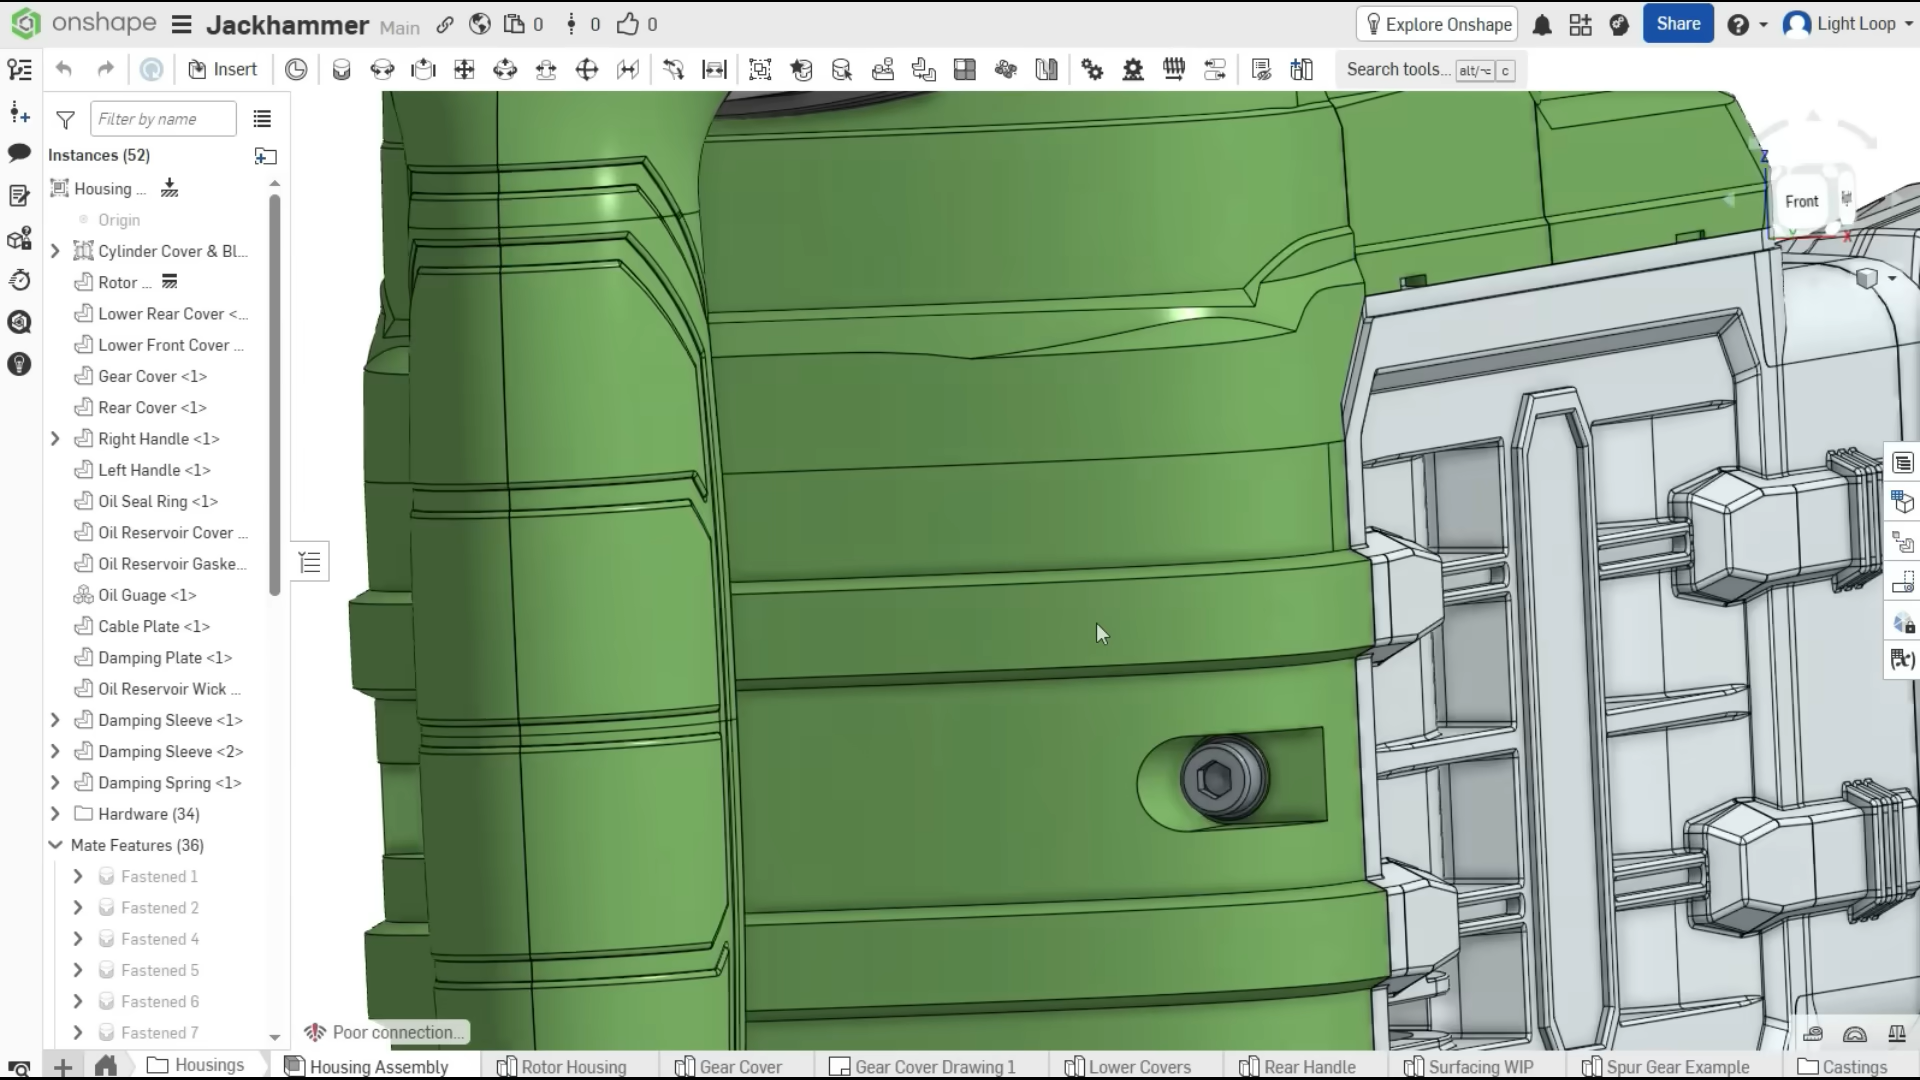 onshape Jackhammer Main 0 0 0 Explore Onshape Share Light Loop
Insert Search tools... alt/⌥ c
Filter by name
Instances (52)
Housing ...
Origin
Cylinder Cover & Bl...
Rotor ...
Lower Rear Cover <...
Lower Front Cover ...
Gear Cover <1>
Rear Cover <1>
Right Handle <1>
Left Handle <1>
Oil Seal Ring <1>
Oil Reservoir Cover ...
Oil Reservoir Gaske...
Oil Guage <1>
Cable Plate <1>
Damping Plate <1>
Oil Reservoir Wick ...
Damping Sleeve <1>
Damping Sleeve <2>
Damping Spring <1>
Hardware (34)
Mate Features (36)
Fastened 1
Fastened 2
Fastened 4
Fastened 5
Fastened 6
Fastened 7
Z
Front
X
(x)
Poor connection...
Housings Housing Assembly Rotor Housing Gear Cover Gear Cover Drawing 1 Lower Covers Rear Handle Surfacing WIP Spur Gear Example Castings